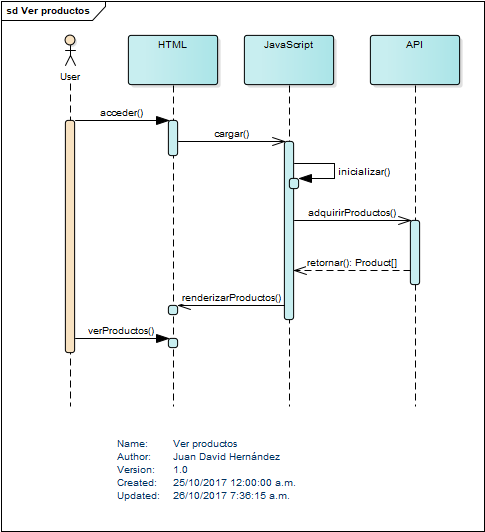 sd Ver productos
HTML
JavaScript
API
User
acceder()
cargar()
inicializar()
adquirirProductos()
retornar(): Product[]
renderizarProductos()
verProductos()
Name: Ver productos
Author: Juan David Hernández
Version: 1.0
Created: 25/10/2017 12:00:00 a.m.
Updated: 26/10/2017 7:36:15 a.m.